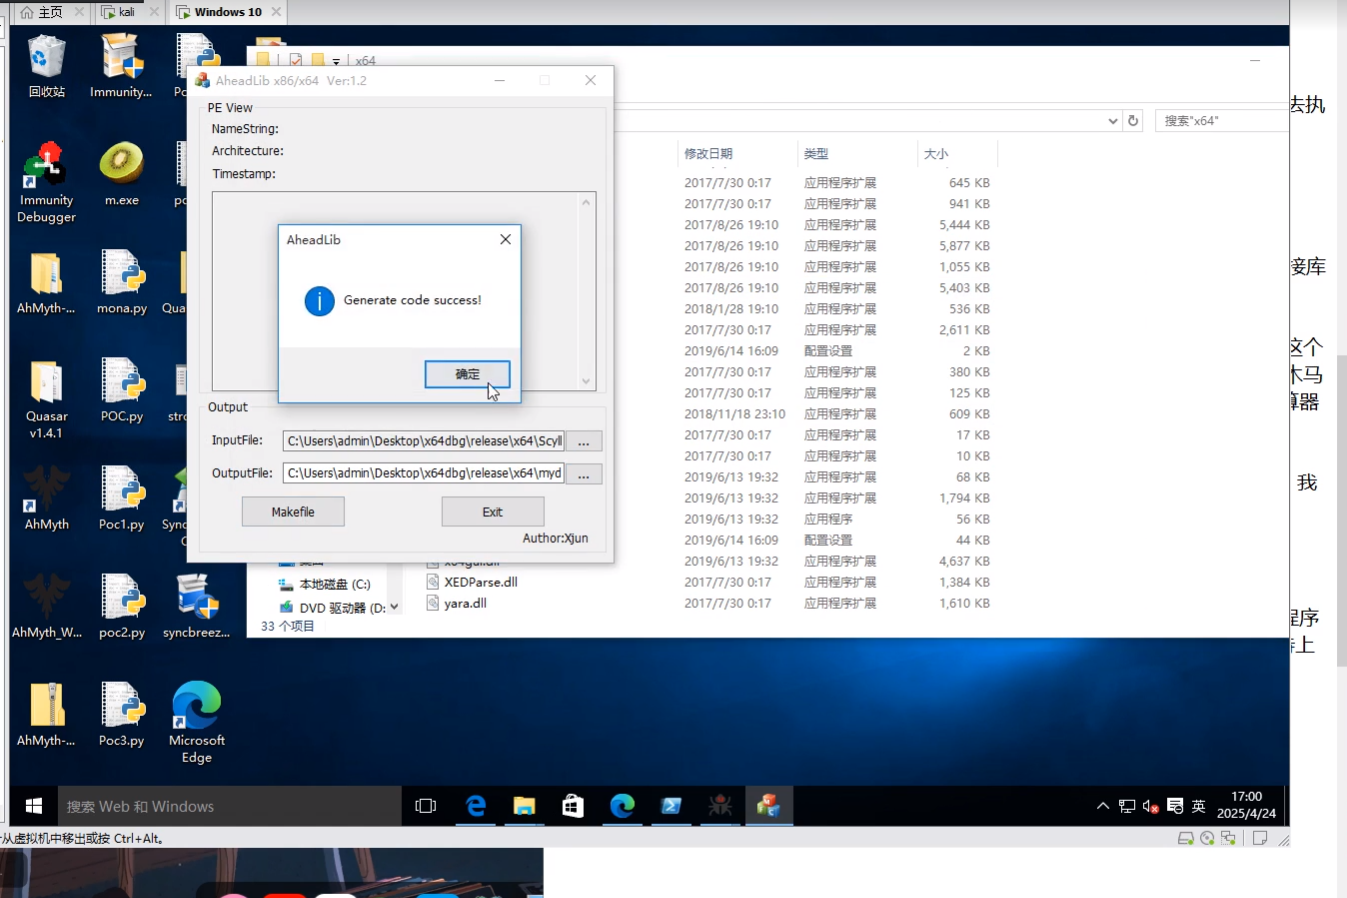 主页
kali
Windows 10
回收站
Immunity...
Immunity
Debugger
m.exe
AhMyth-...
mona.py
Qua
Quasar
v1.4.1
POC.py
AhMyth
Poc1.py
AhMyth_W...
poc2.py
syncbreez...
AhMyth-...
Poc3.py
Microsoft
Edge
x64
搜索"x64"
AheadLib x86/x64 Ver:1.2
PE View
NameString:
Architecture:
Timestamp:
AheadLib
Generate code success!
确定
Output
InputFile:
C:\Users\admin\Desktop\x64dbg\release\x64\Scyll
...
OutputFile:
C:\Users\admin\Desktop\x64dbg\release\x64\myd
...
Makefile
Exit
Author:Xjun
修改日期 类型 大小
2017/7/30 0:17 应用程序扩展 645 KB
2017/7/30 0:17 应用程序扩展 941 KB
2017/8/26 19:10 应用程序扩展 5,444 KB
2017/8/26 19:10 应用程序扩展 5,877 KB
2017/8/26 19:10 应用程序扩展 1,055 KB
2017/8/26 19:10 应用程序扩展 5,403 KB
2018/1/28 19:10 应用程序扩展 536 KB
2017/7/30 0:17 应用程序扩展 2,611 KB
2019/6/14 16:09 配置设置 2 KB
2017/7/30 0:17 应用程序扩展 380 KB
2017/7/30 0:17 应用程序扩展 125 KB
2018/11/18 23:10 应用程序扩展 609 KB
2017/7/30 0:17 应用程序扩展 17 KB
2017/7/30 0:17 应用程序扩展 10 KB
2019/6/13 19:32 应用程序扩展 68 KB
2019/6/13 19:32 应用程序扩展 1,794 KB
2019/6/13 19:32 应用程序 56 KB
2019/6/14 16:09 配置设置 44 KB
2019/6/13 19:32 应用程序扩展 4,637 KB
XEDParse.dll 2017/7/30 0:17 应用程序扩展 1,384 KB
yara.dll 2017/7/30 0:17 应用程序扩展 1,610 KB
本地磁盘 (C:)
DVD 驱动器 (D:
33 个项目
去执
接库
这个
木马
算器
我
程序
上
搜索 Web 和 Windows
英
17:00
2025/4/24
从虚拟机中移出或按 Ctrl+Alt。